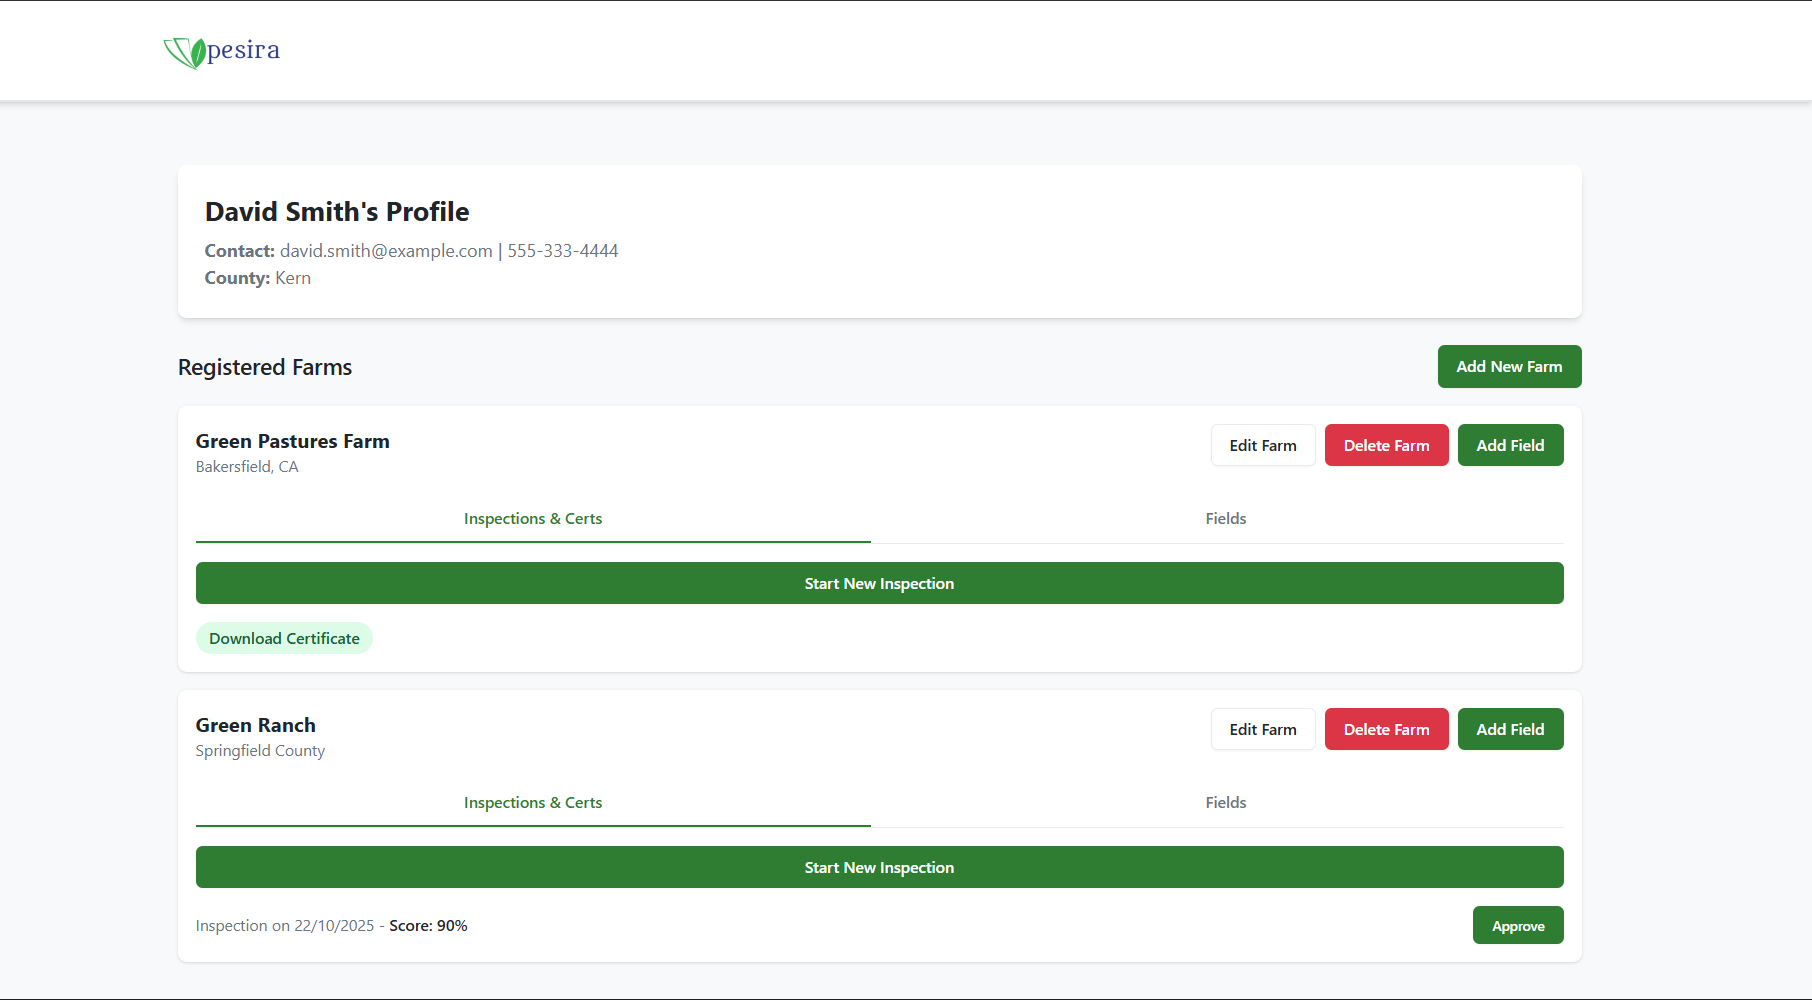 pesira
David Smith's Profile
Contact: david.smith@example.com | 555-333-4444
County: Kern
Registered Farms
Add New Farm
Green Pastures Farm
Bakersfield, CA
Edit Farm
Delete Farm
Add Field
Inspections & Certs
Fields
Start New Inspection
Download Certificate
Green Ranch
Springfield County
Edit Farm
Delete Farm
Add Field
Inspections & Certs
Fields
Start New Inspection
Inspection on 22/10/2025 - Score: 90%
Approve